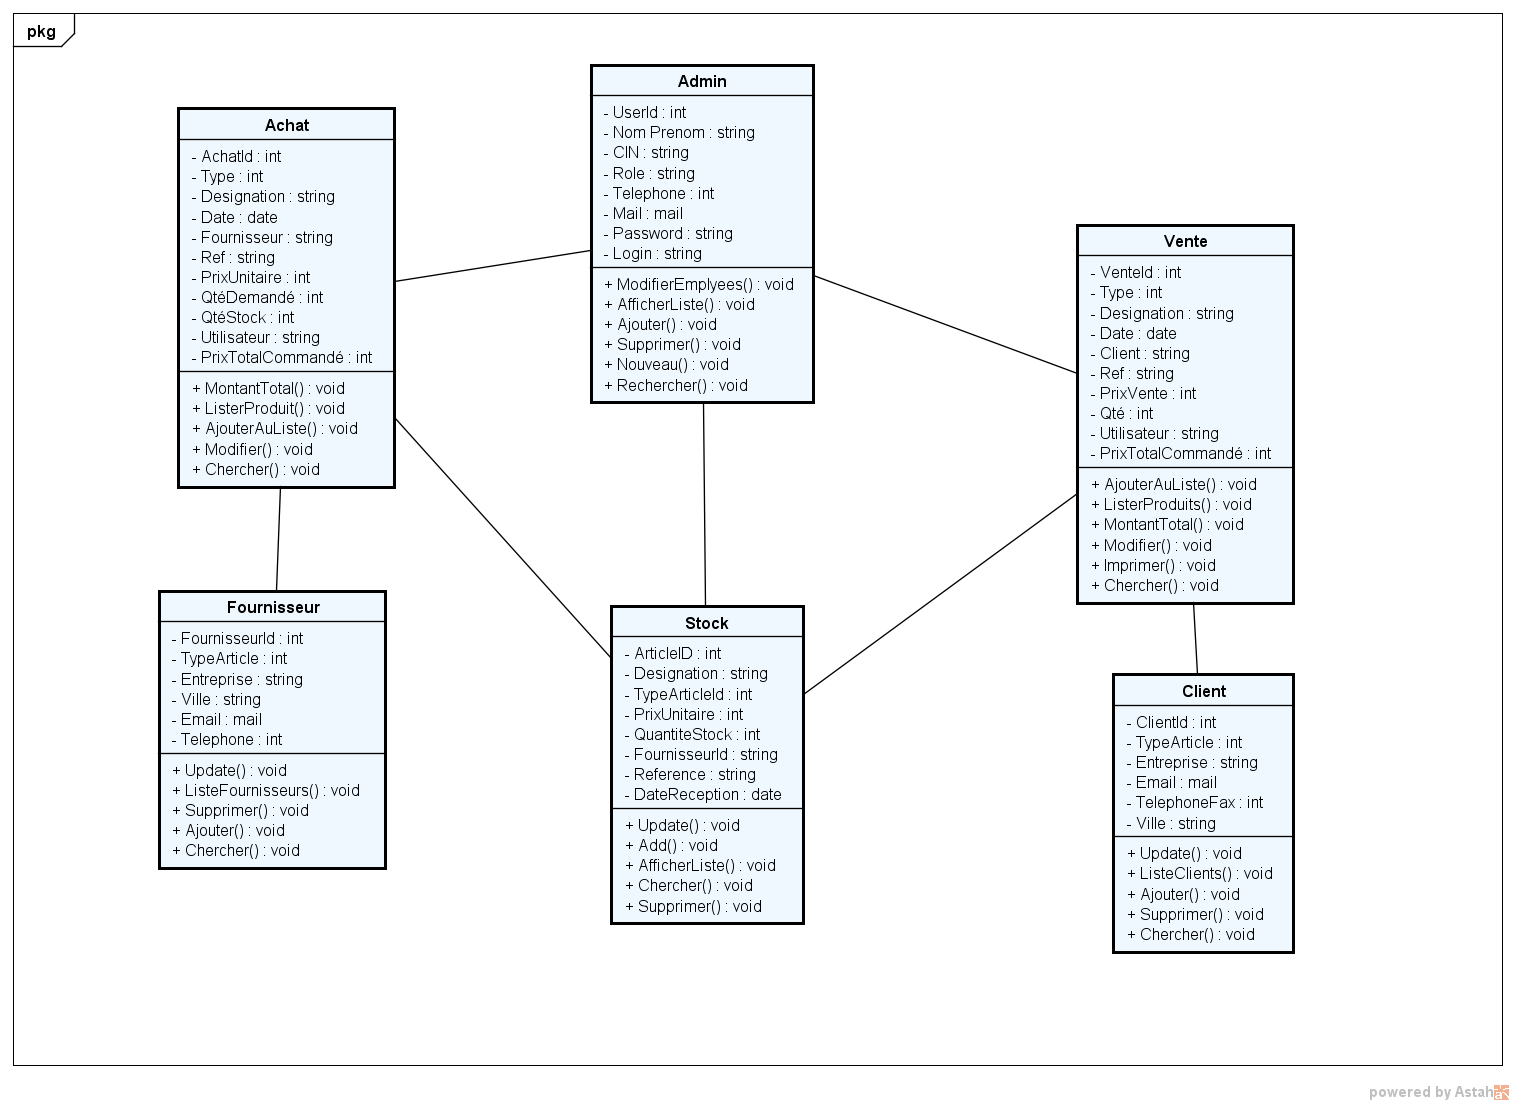 pkg
Admin
- UserId : int
- Nom Prenom : string
- CIN : string
- Role : string
- Telephone : int
- Mail : mail
- Password : string
- Login : string
+ ModifierEmplyees() : void
+ AfficherListe() : void
+ Ajouter() : void
+ Supprimer() : void
+ Nouveau() : void
+ Rechercher() : void
Achat
- AchatId : int
- Type : int
- Designation : string
- Date : date
- Fournisseur : string
- Ref : string
- PrixUnitaire : int
- QtéDemandé : int
- QtéStock : int
- Utilisateur : string
- PrixTotalCommandé : int
+ MontantTotal() : void
+ ListerProduit() : void
+ AjouterAuListe() : void
+ Modifier() : void
+ Chercher() : void
Vente
- VenteId : int
- Type : int
- Designation : string
- Date : date
- Client : string
- Ref : string
- PrixVente : int
- Qté : int
- Utilisateur : string
- PrixTotalCommandé : int
+ AjouterAuListe() : void
+ ListerProduits() : void
+ MontantTotal() : void
+ Modifier() : void
+ Imprimer() : void
+ Chercher() : void
Fournisseur
- FournisseurId : int
- TypeArticle : int
- Entreprise : string
- Ville : string
- Email : mail
- Telephone : int
+ Update() : void
+ ListeFournisseurs() : void
+ Supprimer() : void
+ Ajouter() : void
+ Chercher() : void
Stock
- ArticleID : int
- Designation : string
- TypeArticleId : int
- PrixUnitaire : int
- QuantiteStock : int
- FournisseurId : string
- Reference : string
- DateReception : date
+ Update() : void
+ Add() : void
+ AfficherListe() : void
+ Chercher() : void
+ Supprimer() : void
Client
- ClientId : int
- TypeArticle : int
- Entreprise : string
- Email : mail
- TelephoneFax : int
- Ville : string
+ Update() : void
+ ListeClients() : void
+ Ajouter() : void
+ Supprimer() : void
+ Chercher() : void
powered by Astah